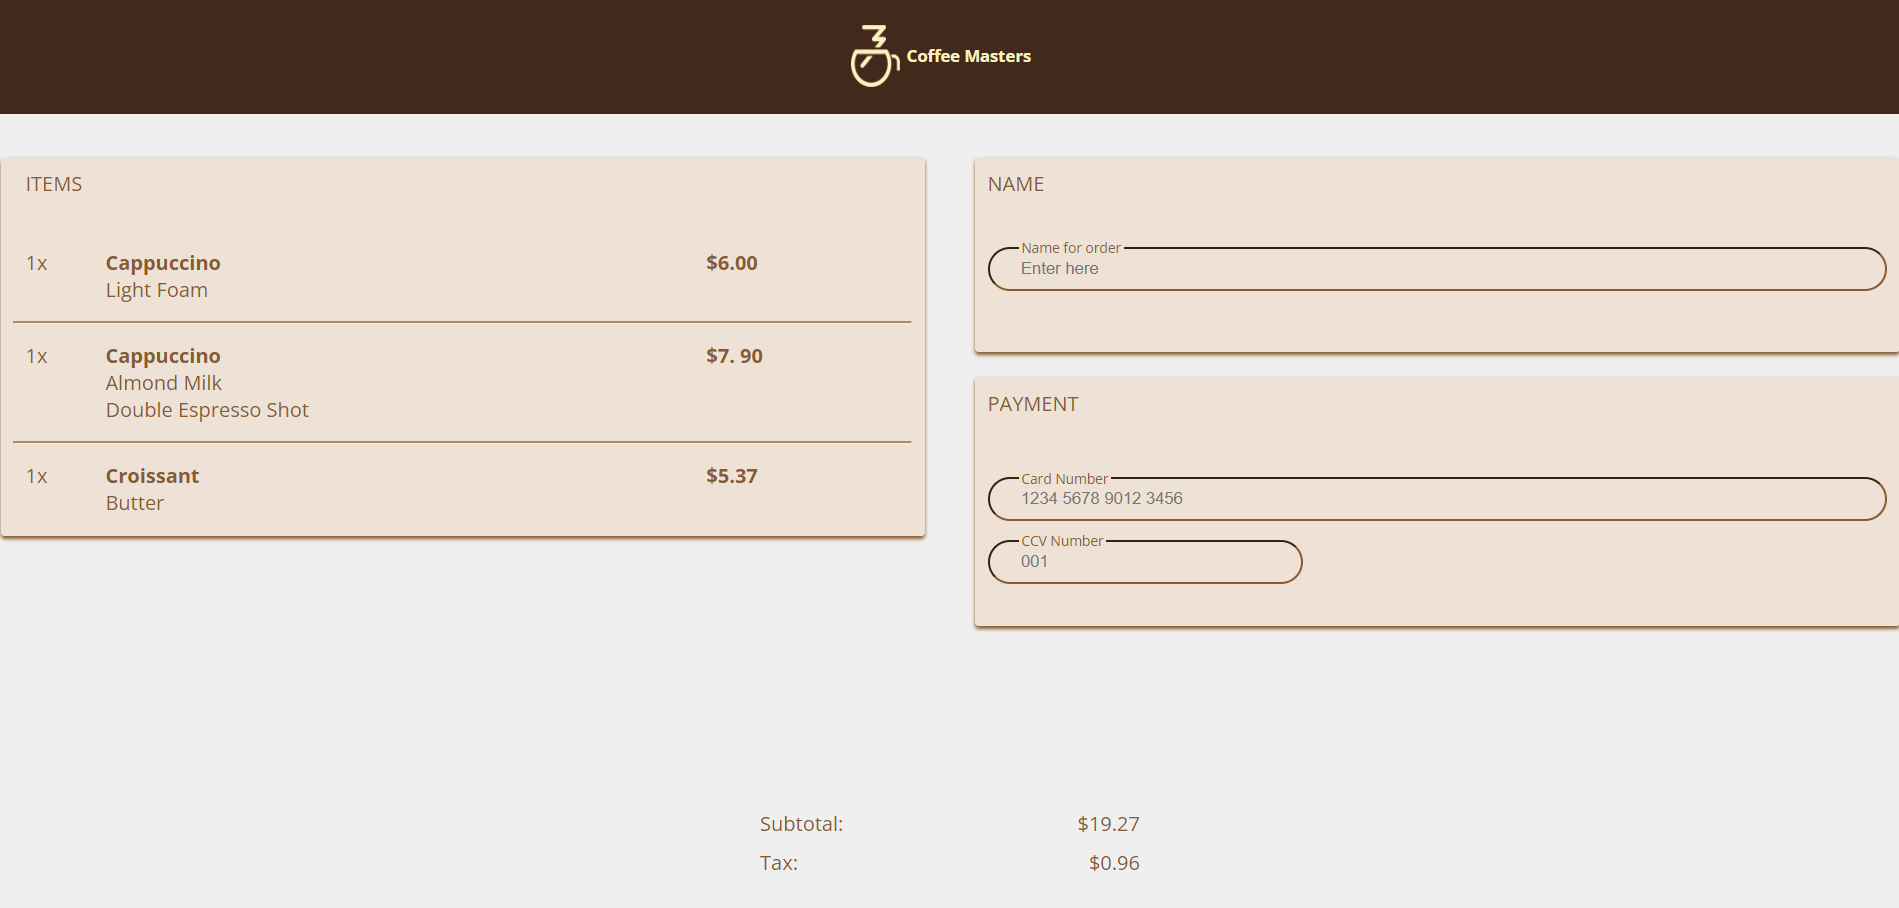 Coffee Masters
ITEMS
1x Cappuccino $6.00
Light Foam
1x Cappuccino $7. 90
Almond Milk
Double Espresso Shot
1x Croissant $5.37
Butter
NAME
Name for order
Enter here
PAYMENT
Card Number
1234 5678 9012 3456
CCV Number
001
Subtotal: $19.27
Tax: $0.96